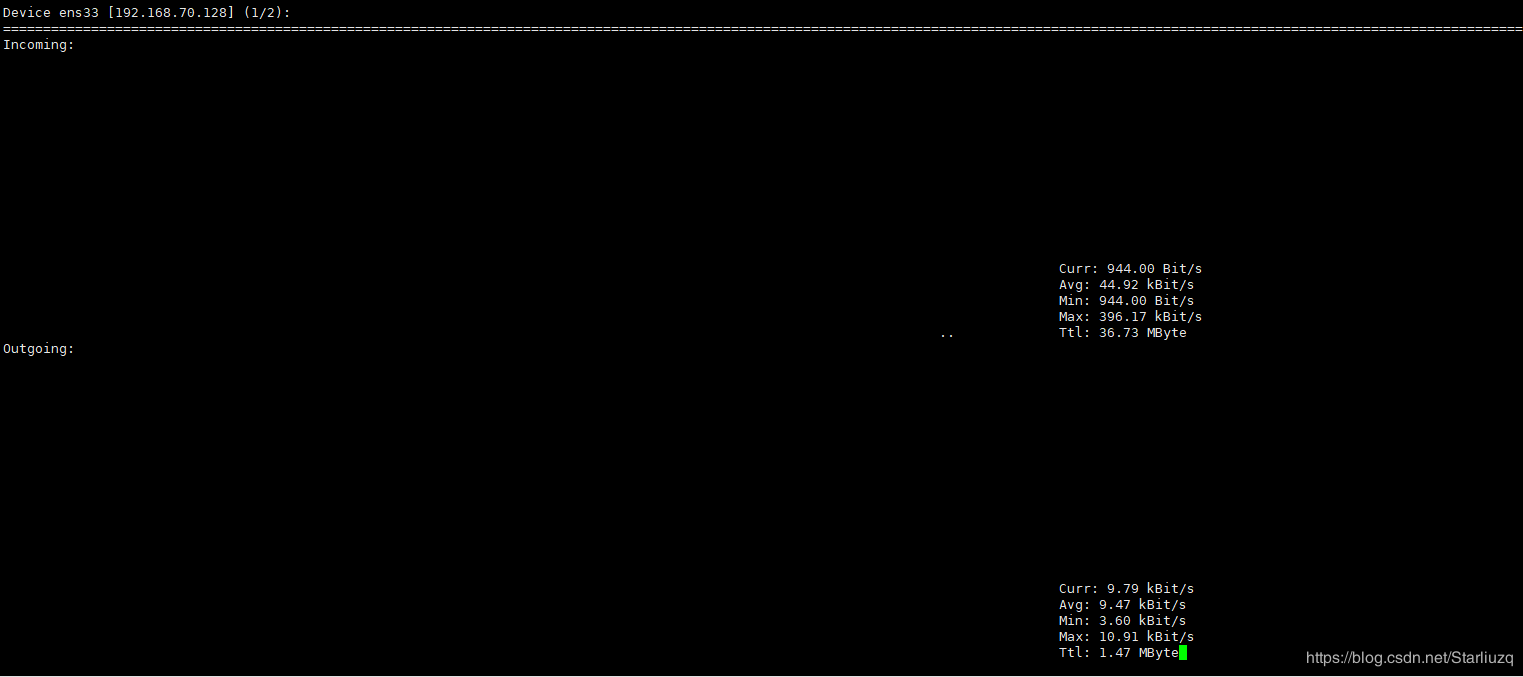 Device ens33 [192.168.70.128] (1/2):
==============================================================================================================================================================================================
Incoming:
Curr: 944.00 Bit/s
Avg: 44.92 kBit/s
Min: 944.00 Bit/s
Max: 396.17 kBit/s
.. Ttl: 36.73 MByte
Outgoing:
Curr: 9.79 kBit/s
Avg: 9.47 kBit/s
Min: 3.60 kBit/s
Max: 10.91 kBit/s
Ttl: 1.47 MByte
https://blog.csdn.net/Starliuzq